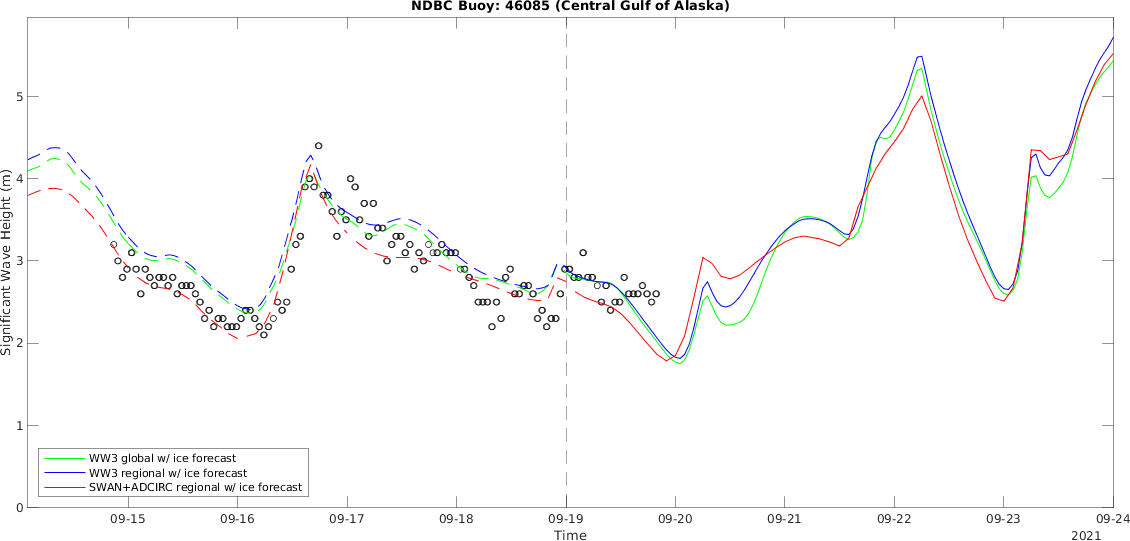 NDBC Buoy: 46085 (Central Gulf of Alaska)
Significant Wave Height (m)
5
4
3
2
1
0
WW3 global w/ ice forecast
WW3 regional w/ ice forecast
SWAN+ADCIRC regional w/ ice forecast
09-15 09-16 09-17 09-18 09-19 09-20 09-21 09-22 09-23 09-24
Time
2021